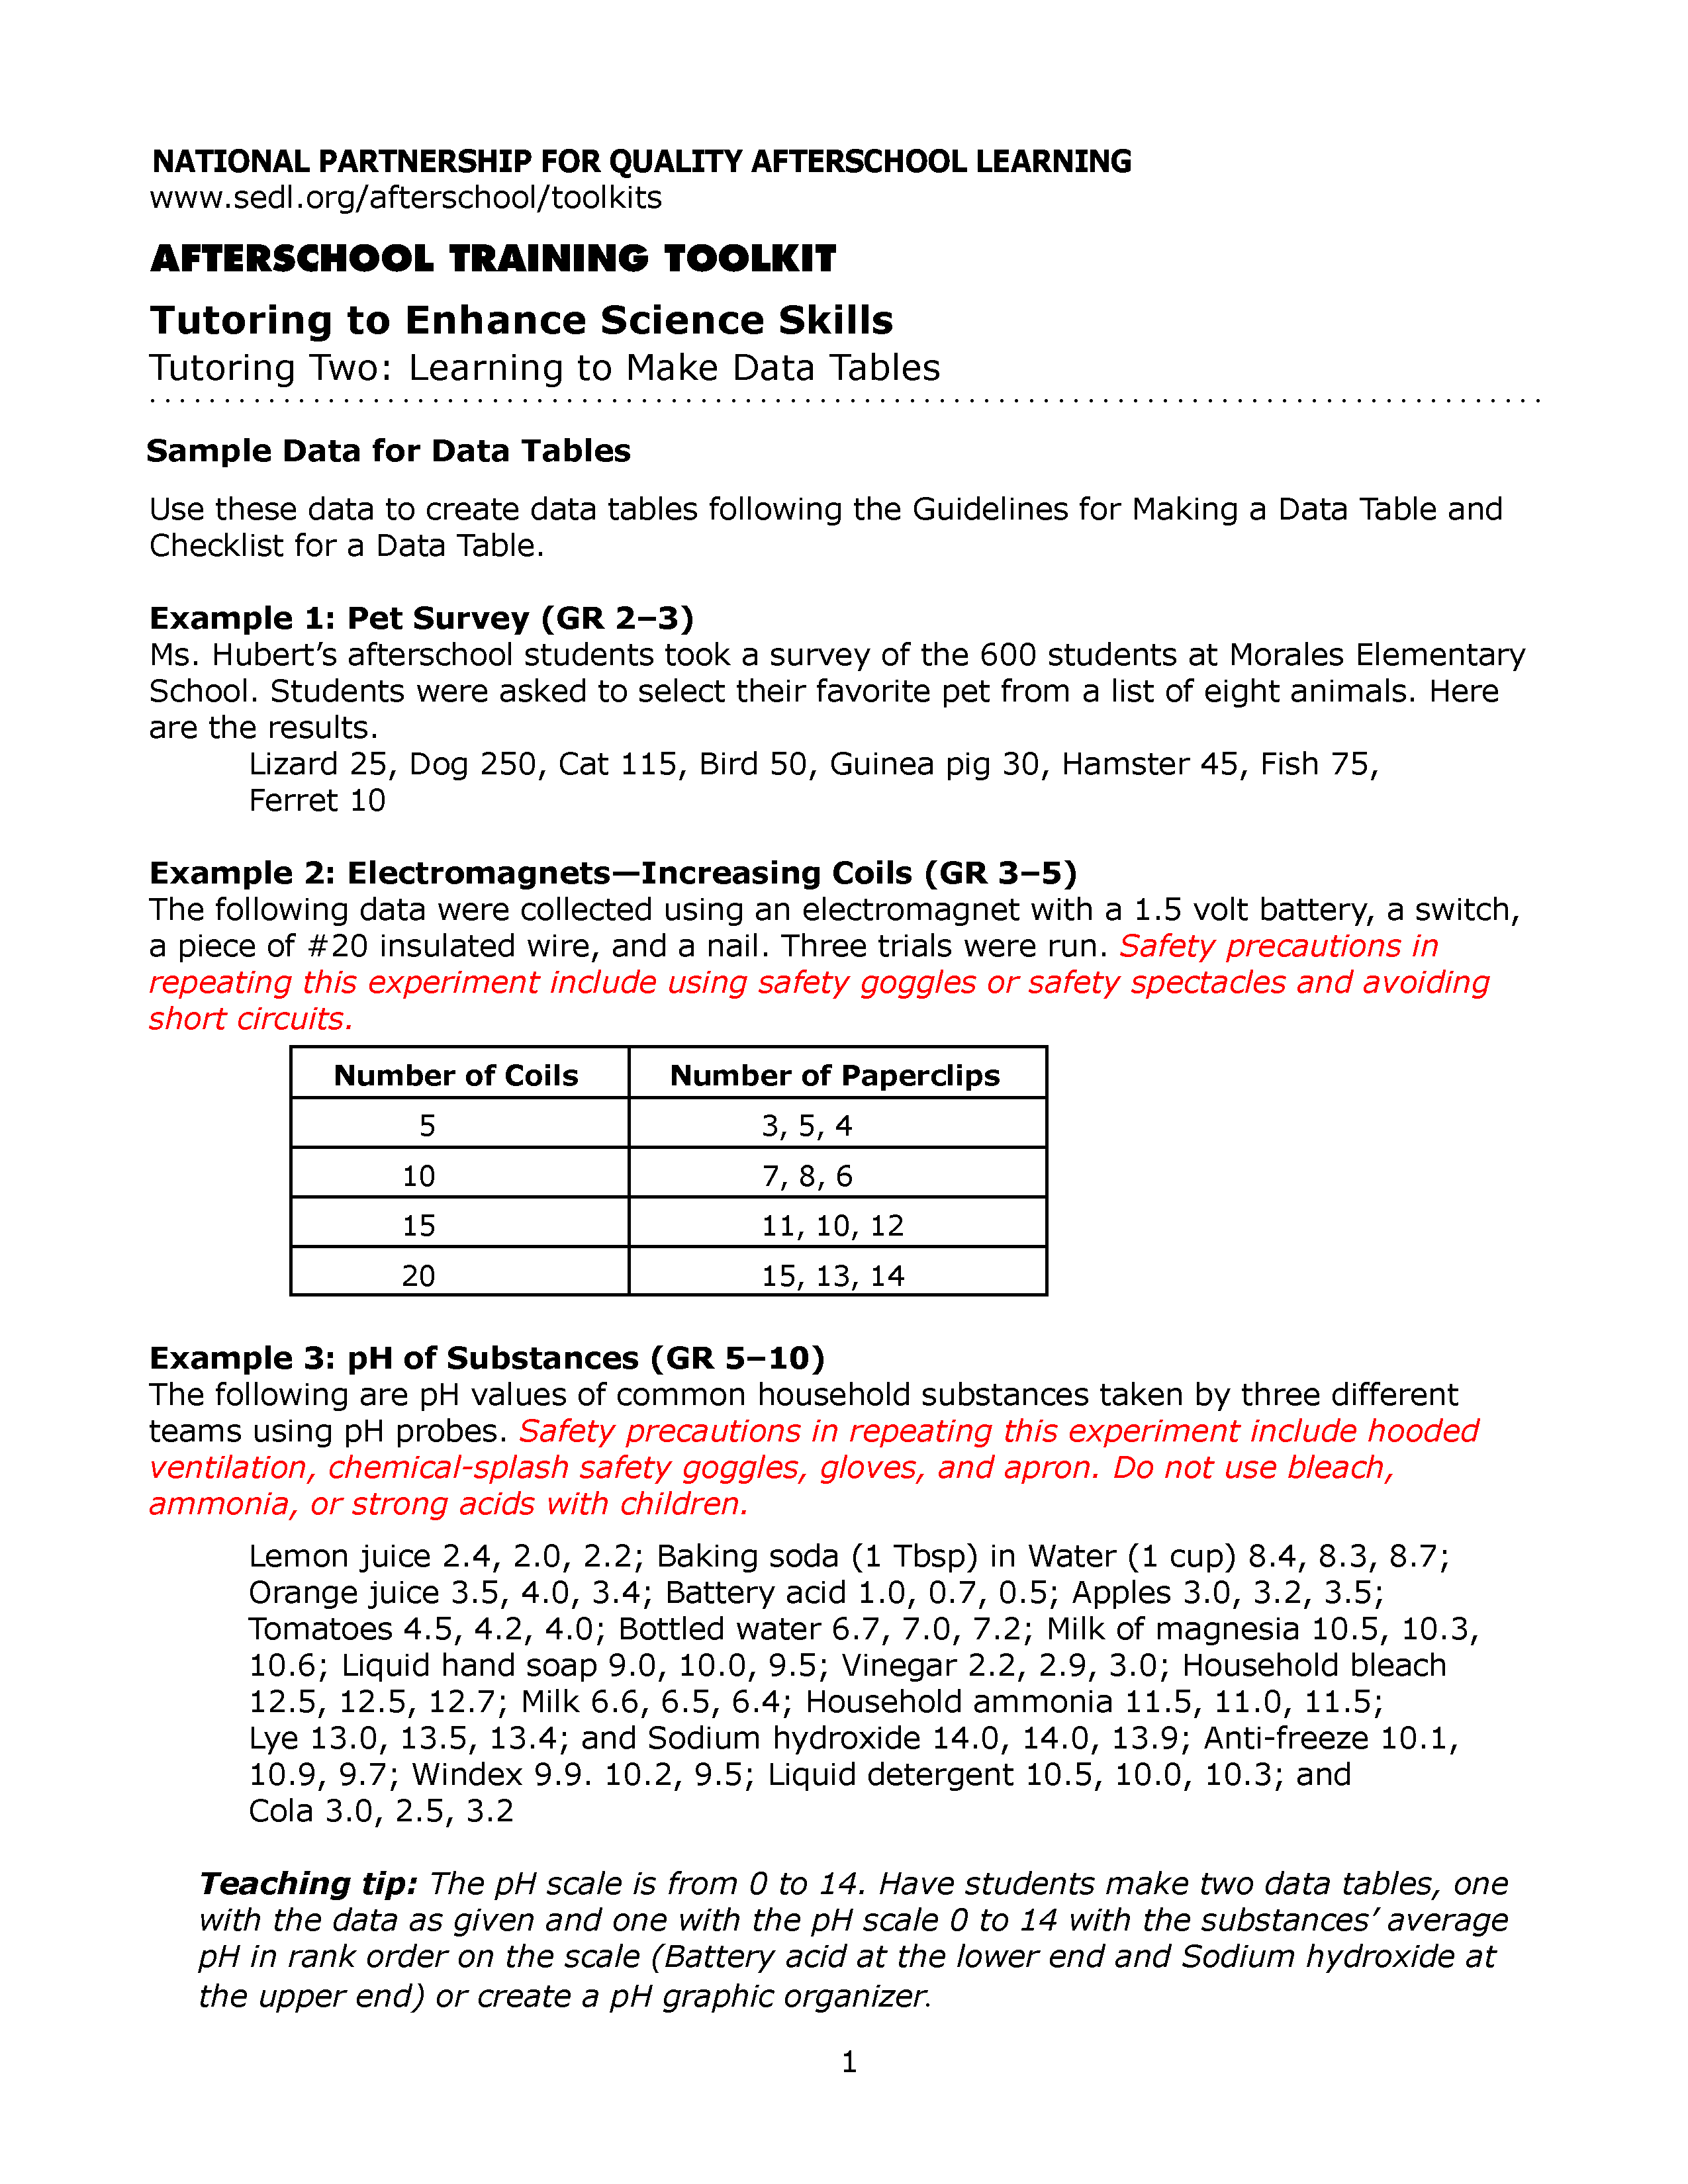 NATIONAL PARTNERSHIP FOR QUALITY AFTERSCHOOL LEARNING
www.sedl.org/afterschool/toolkits
AFTERSCHOOL TRAINING TOOLKIT
Tutoring to Enhance Science Skills
Tutoring Two: Learning to Make Data Tables
Sample Data for Data Tables
Use these data to create data tables following the Guidelines for Making a Data Table and
Checklist for a Data Table.
Example 1: Pet Survey (GR 2–3)
Ms. Hubert’s afterschool students took a survey of the 600 students at Morales Elementary
School. Students were asked to select their favorite pet from a list of eight animals. Here
are the results.
Lizard 25, Dog 250, Cat 115, Bird 50, Guinea pig 30, Hamster 45, Fish 75,
Ferret 10
Example 2: Electromagnets—Increasing Coils (GR 3–5)
The following data were collected using an electromagnet with a 1.5 volt battery, a switch,
a piece of #20 insulated wire, and a nail. Three trials were run. Safety precautions in
repeating this experiment include using safety goggles or safety spectacles and avoiding
short circuits.
Number of Coils Number of Paperclips
5 3, 5, 4
10 7, 8, 6
15 11, 10, 12
20 15, 13, 14
Example 3: pH of Substances (GR 5–10)
The following are pH values of common household substances taken by three different
teams using pH probes. Safety precautions in repeating this experiment include hooded
ventilation, chemical-splash safety goggles, gloves, and apron. Do not use bleach,
ammonia, or strong acids with children.
Lemon juice 2.4, 2.0, 2.2; Baking soda (1 Tbsp) in Water (1 cup) 8.4, 8.3, 8.7;
Orange juice 3.5, 4.0, 3.4; Battery acid 1.0, 0.7, 0.5; Apples 3.0, 3.2, 3.5;
Tomatoes 4.5, 4.2, 4.0; Bottled water 6.7, 7.0, 7.2; Milk of magnesia 10.5, 10.3,
10.6; Liquid hand soap 9.0, 10.0, 9.5; Vinegar 2.2, 2.9, 3.0; Household bleach
12.5, 12.5, 12.7; Milk 6.6, 6.5, 6.4; Household ammonia 11.5, 11.0, 11.5;
Lye 13.0, 13.5, 13.4; and Sodium hydroxide 14.0, 14.0, 13.9; Anti-freeze 10.1,
10.9, 9.7; Windex 9.9. 10.2, 9.5; Liquid detergent 10.5, 10.0, 10.3; and
Cola 3.0, 2.5, 3.2
Teaching tip: The pH scale is from 0 to 14. Have students make two data tables, one
with the data as given and one with the pH scale 0 to 14 with the substances’ average
pH in rank order on the scale (Battery acid at the lower end and Sodium hydroxide at
the upper end) or create a pH graphic organizer.
1